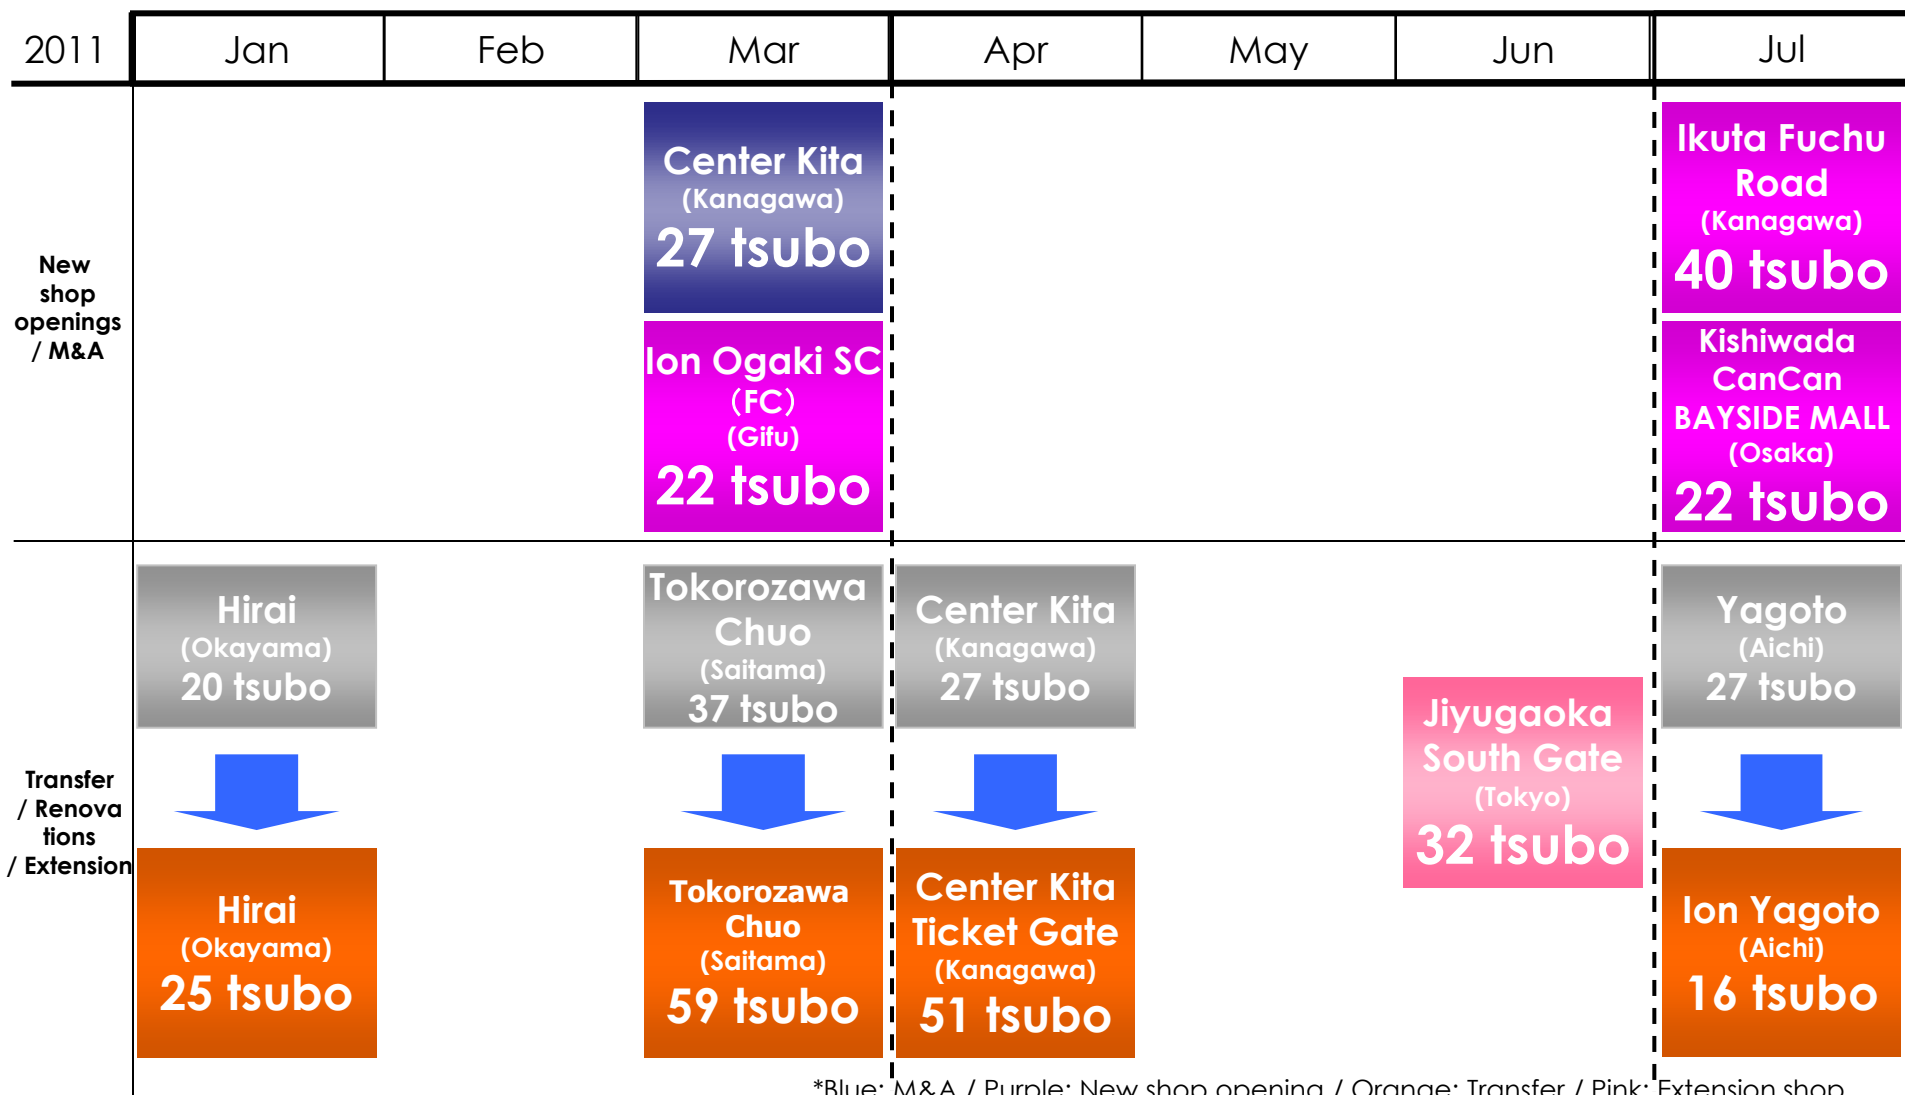 2011 Jan Feb Mar Apr May Jun Jul
New
shop
openings
/ M&A
Center Kita
(Kanagawa)
27 tsubo
Ion Ogaki SC
（FC）
(Gifu)
22 tsubo
Ikuta Fuchu
Road
(Kanagawa)
40 tsubo
Kishiwada
CanCan
BAYSIDE MALL
(Osaka)
22 tsubo
Transfer
/ Renova
tions
/ Extension
Hirai
(Okayama)
20 tsubo
Hirai
(Okayama)
25 tsubo
Tokorozawa
Chuo
(Saitama)
37 tsubo
Tokorozawa
Chuo
(Saitama)
59 tsubo
Center Kita
(Kanagawa)
27 tsubo
Center Kita
Ticket Gate
(Kanagawa)
51 tsubo
Jiyugaoka
South Gate
(Tokyo)
32 tsubo
Yagoto
(Aichi)
27 tsubo
Ion Yagoto
(Aichi)
16 tsubo
*Blue: M&A / Purple: New shop opening / Orange: Transfer / Pink: Extension shop